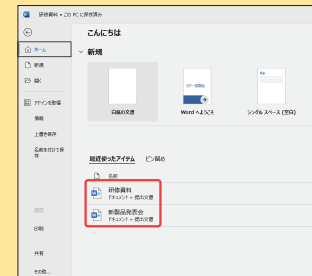 研修資料 • この PC に保存済み
こんにちは
ホーム
新規
新規
開く
アドインを取得
情報
上書き保存
名前を付けて保存
印刷
共有
その他...
白紙の文書
Word へようこそ
シングル スペース (空白)
Aa
最近使ったアイテム ピン留め
名前
研修資料
ドキュメント » 提出文書
新製品発表会
ドキュメント » 提出文書